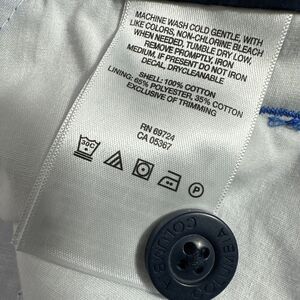 MACHINE WASH COLD GENTLE, WITH
LIKE COLORS, NON-CHLORINE BLEACH
WHEN NEEDED, TUMBLE DRY LOW.
REMOVE PROMPTLY, IRON
MEDIUM, IF PRESENT DO NOT IRON
DECAL, DRYCLEANABLE
SHELL: 100% COTTON
LINING: 65% POLYESTER, 35% COTTON
EXCLUSIVE OF TRIMMING
RN 69724
CA 05367
30C
P
COLUMBIA